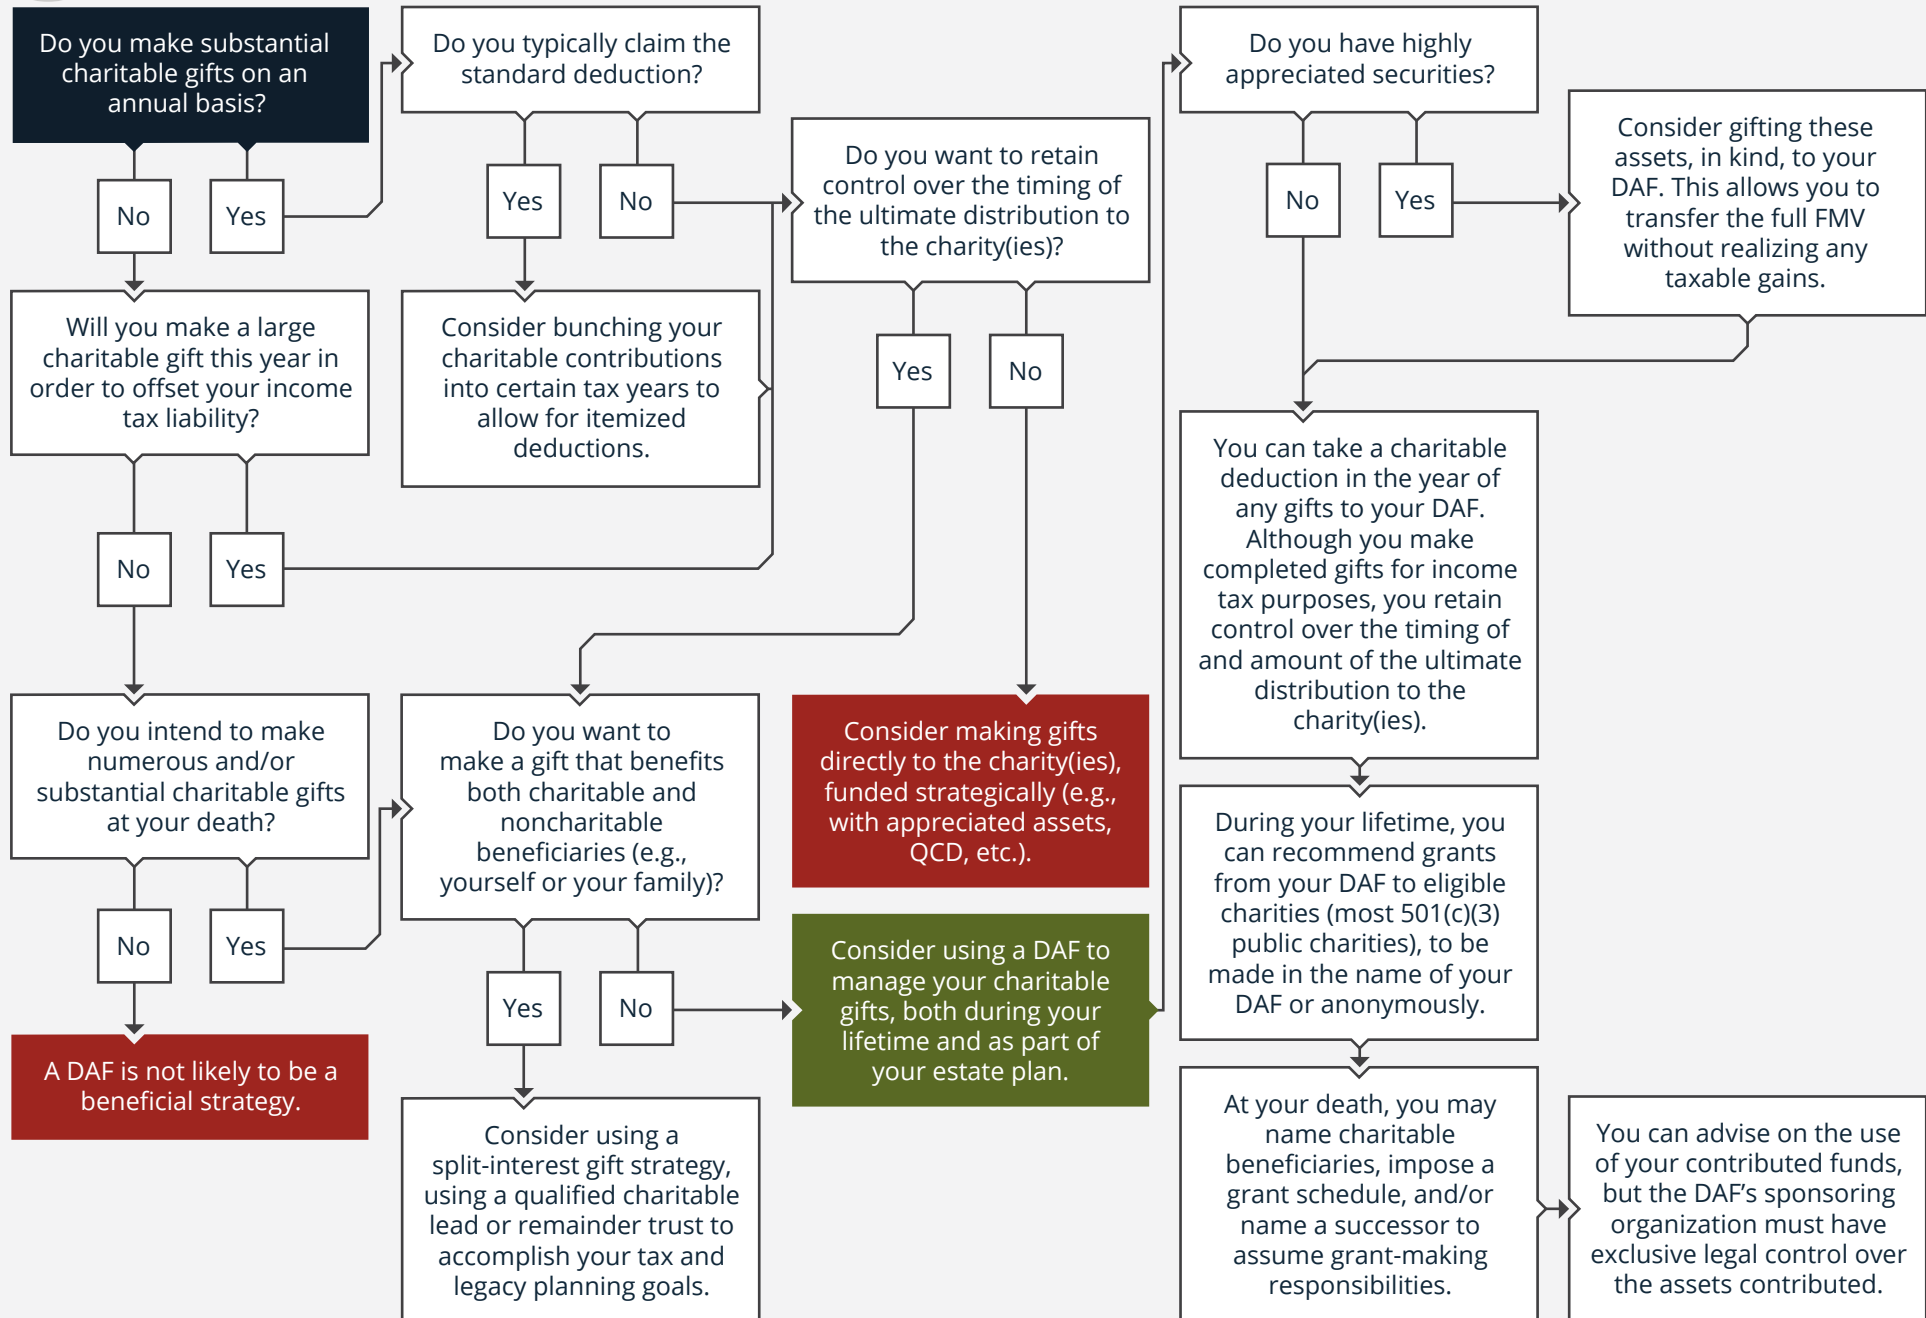 Do you make substantial
charitable gifts on an
annual basis?
No
Yes
Will you make a large
charitable gift this year in
order to offset your income
tax liability?
No
Yes
Do you intend to make
numerous and/or
substantial charitable gifts
at your death?
No
Yes
A DAF is not likely to be a
beneficial strategy.
Do you typically claim the
standard deduction?
Yes
No
Consider bunching your
charitable contributions
into certain tax years to
allow for itemized
deductions.
Do you want to retain
control over the timing of
the ultimate distribution to
the charity(ies)?
Yes
No
Do you want to
make a gift that benefits
both charitable and
noncharitable
beneficiaries (e.g.,
yourself or your family)?
Yes
No
Consider using a
split-interest gift strategy,
using a qualified charitable
lead or remainder trust to
accomplish your tax and
legacy planning goals.
Consider making gifts
directly to the charity(ies),
funded strategically (e.g.,
with appreciated assets,
QCD, etc.).
Consider using a DAF to
manage your charitable
gifts, both during your
lifetime and as part of
your estate plan.
Do you have highly
appreciated securities?
No
Yes
Consider gifting these
assets, in kind, to your
DAF. This allows you to
transfer the full FMV
without realizing any
taxable gains.
You can take a charitable
deduction in the year of
any gifts to your DAF.
Although you make
completed gifts for income
tax purposes, you retain
control over the timing of
and amount of the ultimate
distribution to the
charity(ies).
During your lifetime, you
can recommend grants
from your DAF to eligible
charities (most 501(c)(3)
public charities), to be
made in the name of your
DAF or anonymously.
At your death, you may
name charitable
beneficiaries, impose a
grant schedule, and/or
name a successor to
assume grant-making
responsibilities.
You can advise on the use
of your contributed funds,
but the DAF’s sponsoring
organization must have
exclusive legal control over
the assets contributed.